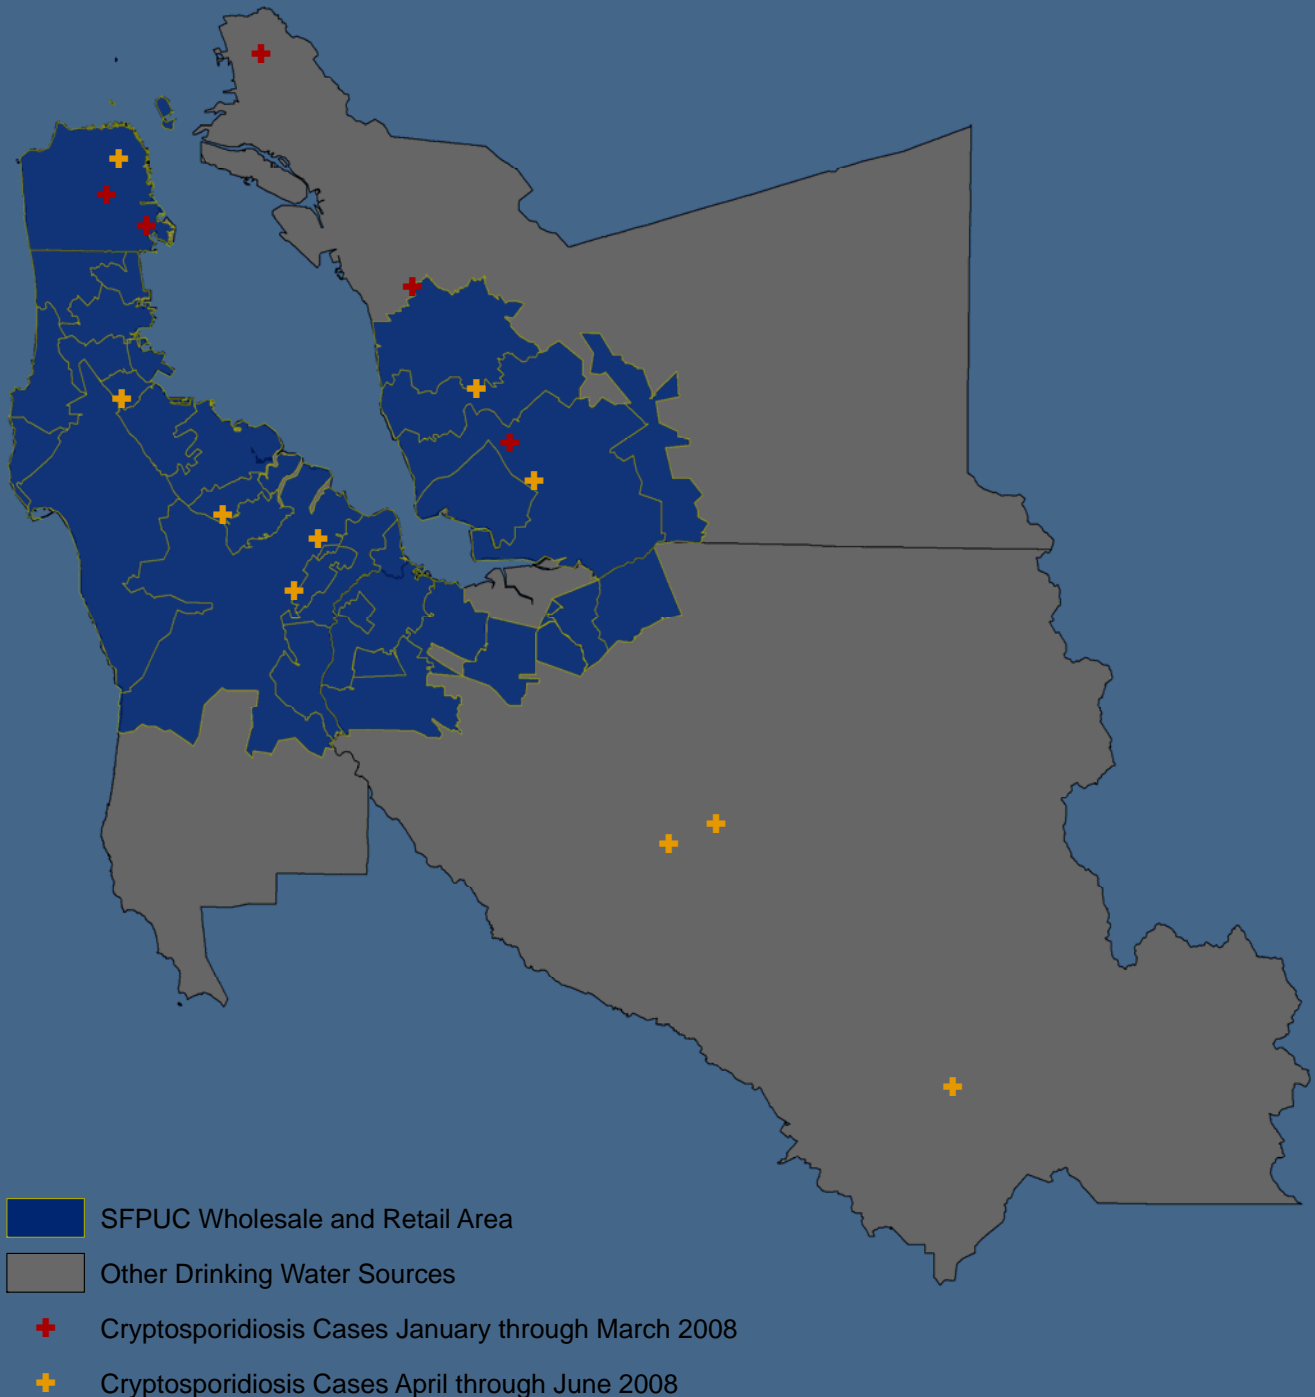 SFPUC Wholesale and Retail Area
Other Drinking Water Sources
Cryptosporidiosis Cases January through March 2008
Cryptosporidiosis Cases April through June 2008